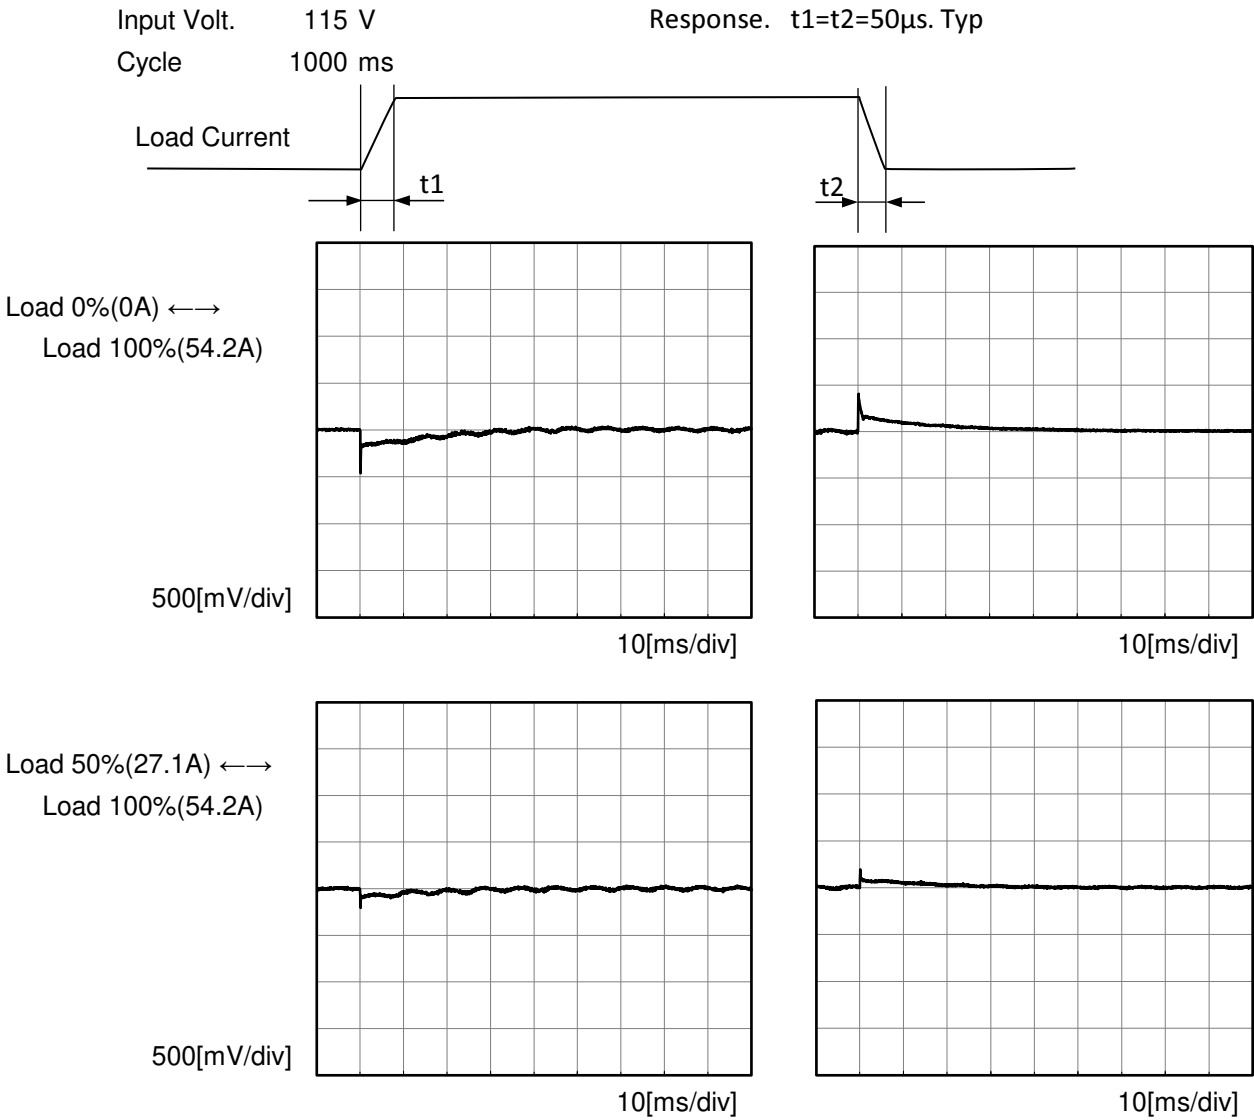 Input Volt. 115 V Response. t1=t2=50µs. Typ
Cycle 1000 ms
Load Current
t1
t2
Load 0%(0A) ←→
Load 100%(54.2A)
500[mV/div]
10[ms/div]
10[ms/div]
Load 50%(27.1A) ←→
Load 100%(54.2A)
500[mV/div]
10[ms/div]
10[ms/div]